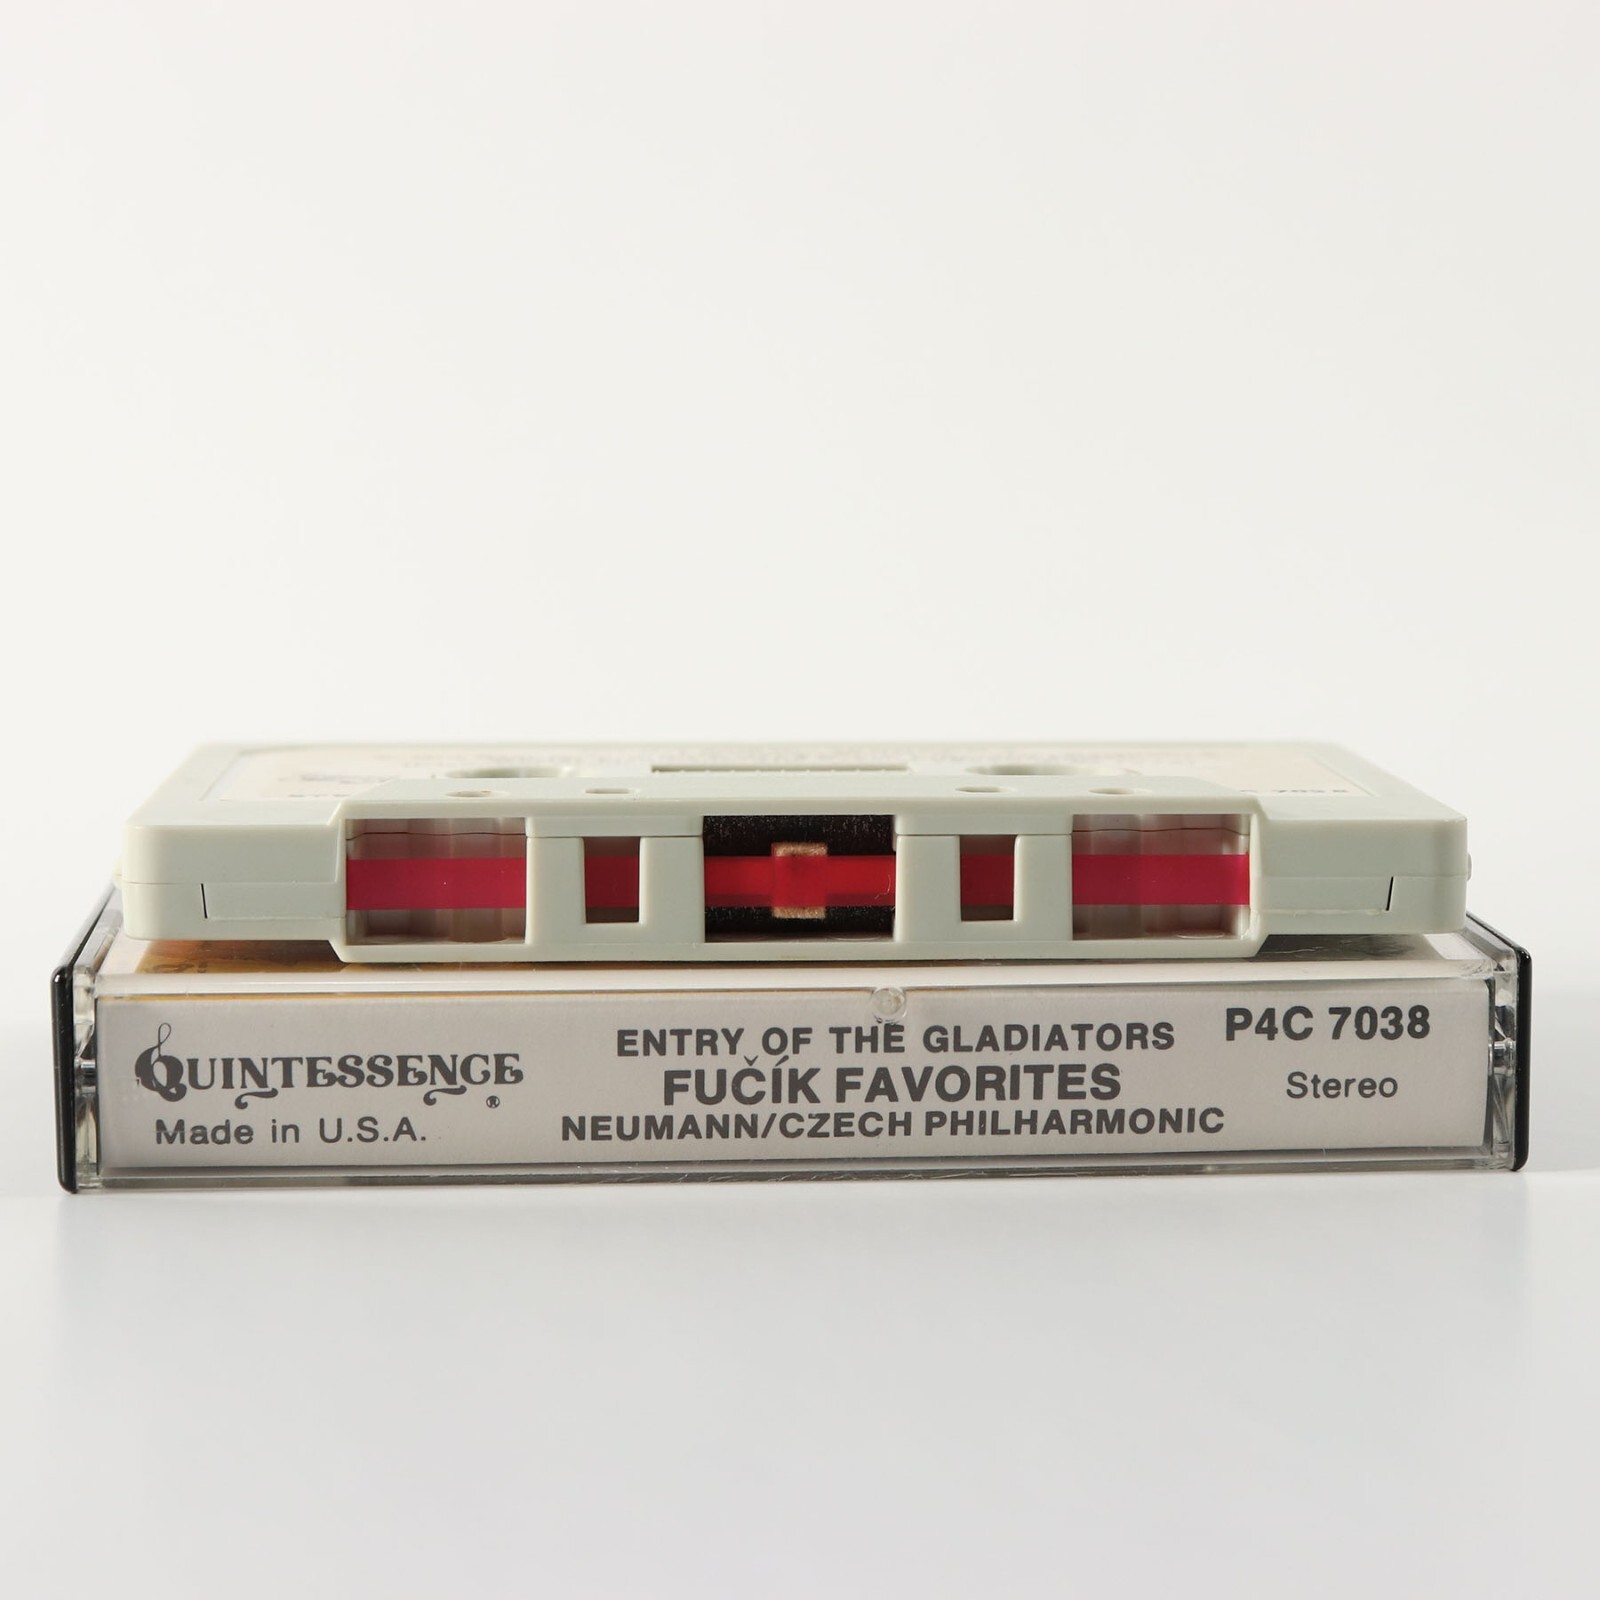 QUINTESSENCE®
Made in U.S.A.
ENTRY OF THE GLADIATORS
FUČÍK FAVORITES
NEUMANN/CZECH PHILHARMONIC
P4C 7038
Stereo